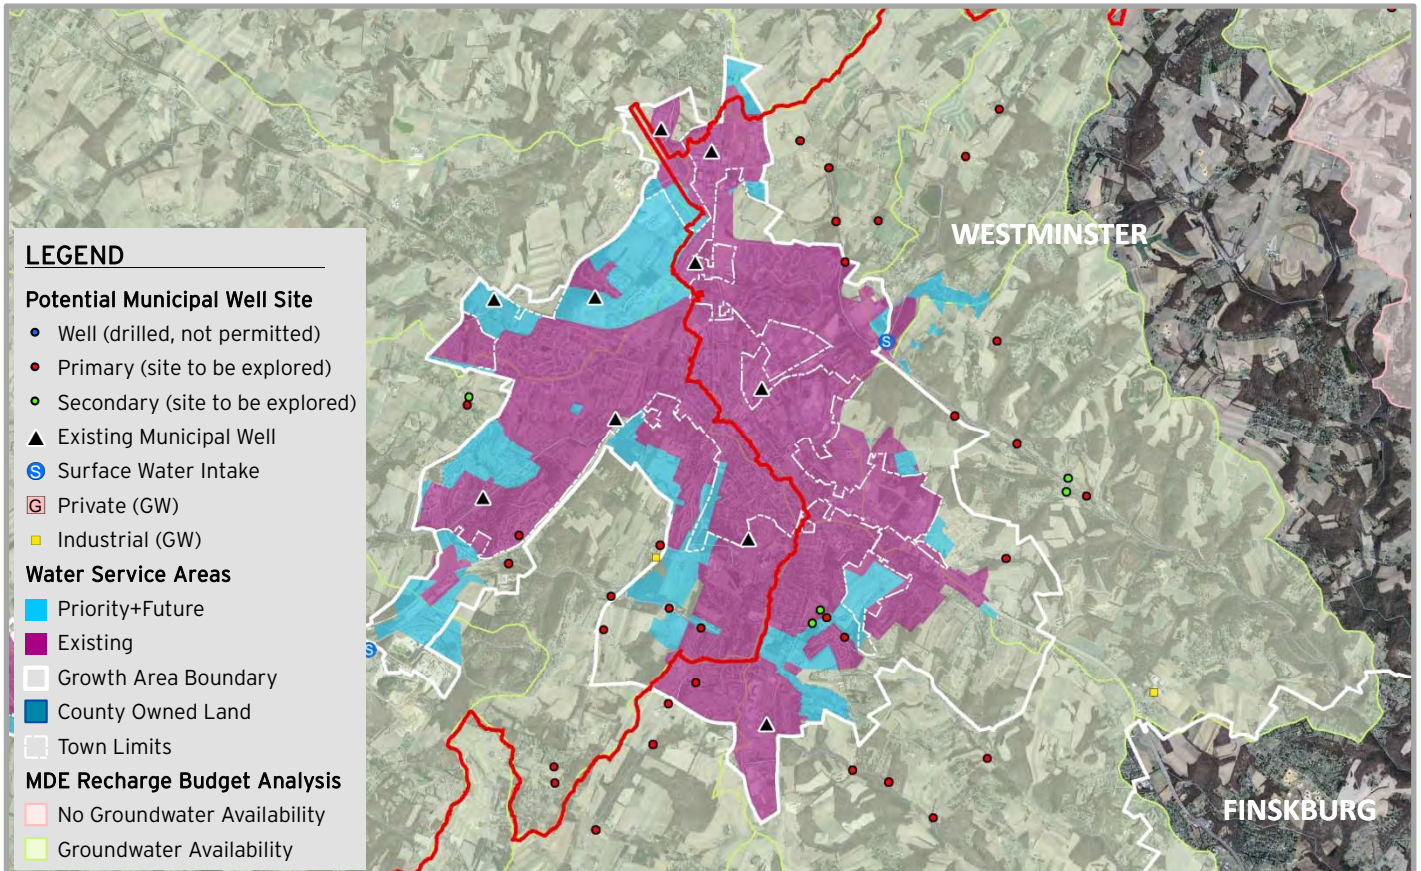 LEGEND
Potential Municipal Well Site
Well (drilled, not permitted)
Primary (site to be explored)
Secondary (site to be explored)
Existing Municipal Well
S Surface Water Intake
G Private (GW)
Industrial (GW)
Water Service Areas
Priority+Future
Existing
Growth Area Boundary
County Owned Land
Town Limits
MDE Recharge Budget Analysis
No Groundwater Availability
Groundwater Availability
WESTMINSTER
S
S
FINSKBURG